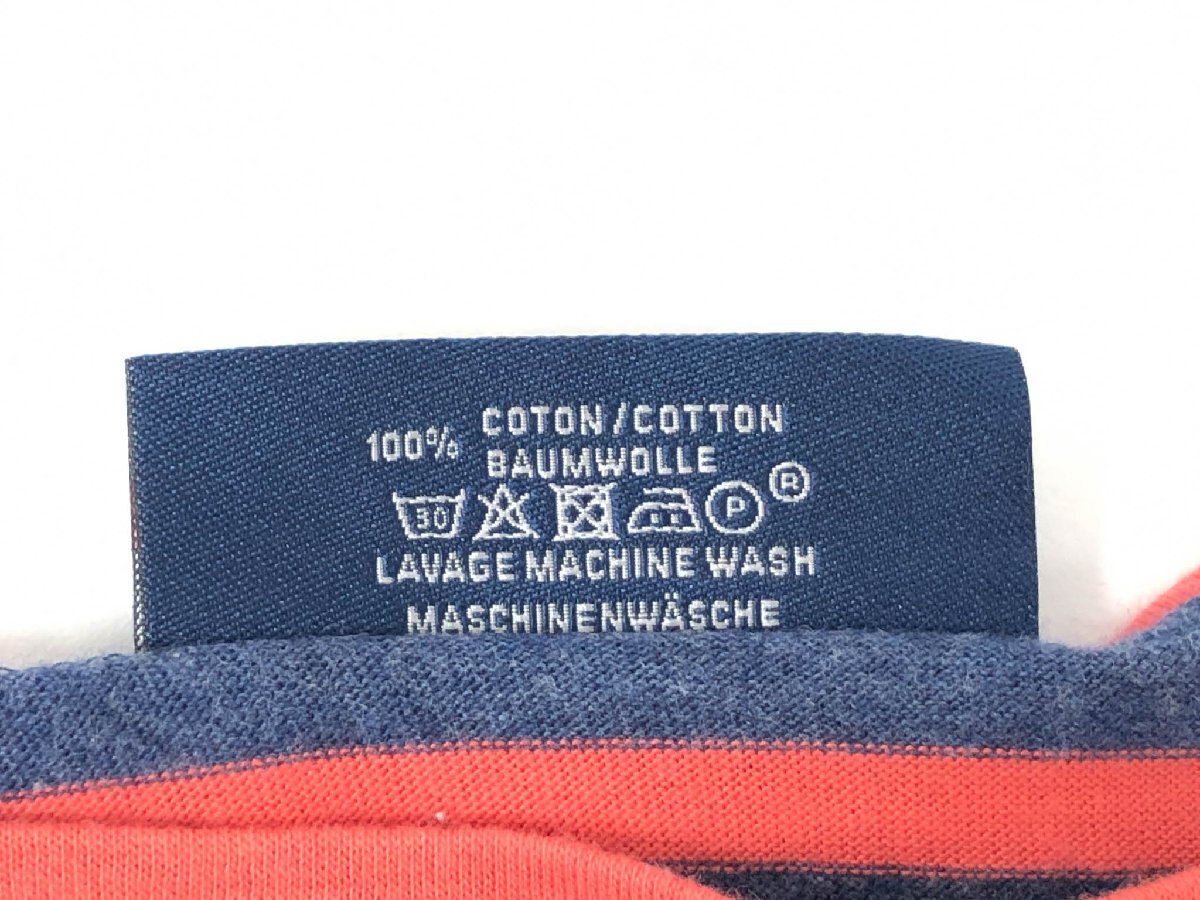 100% COTON/COTTON
BAUMWOLLE
30 P ®
LAVAGE MACHINE WASH
MASCHINENWÄSCHE